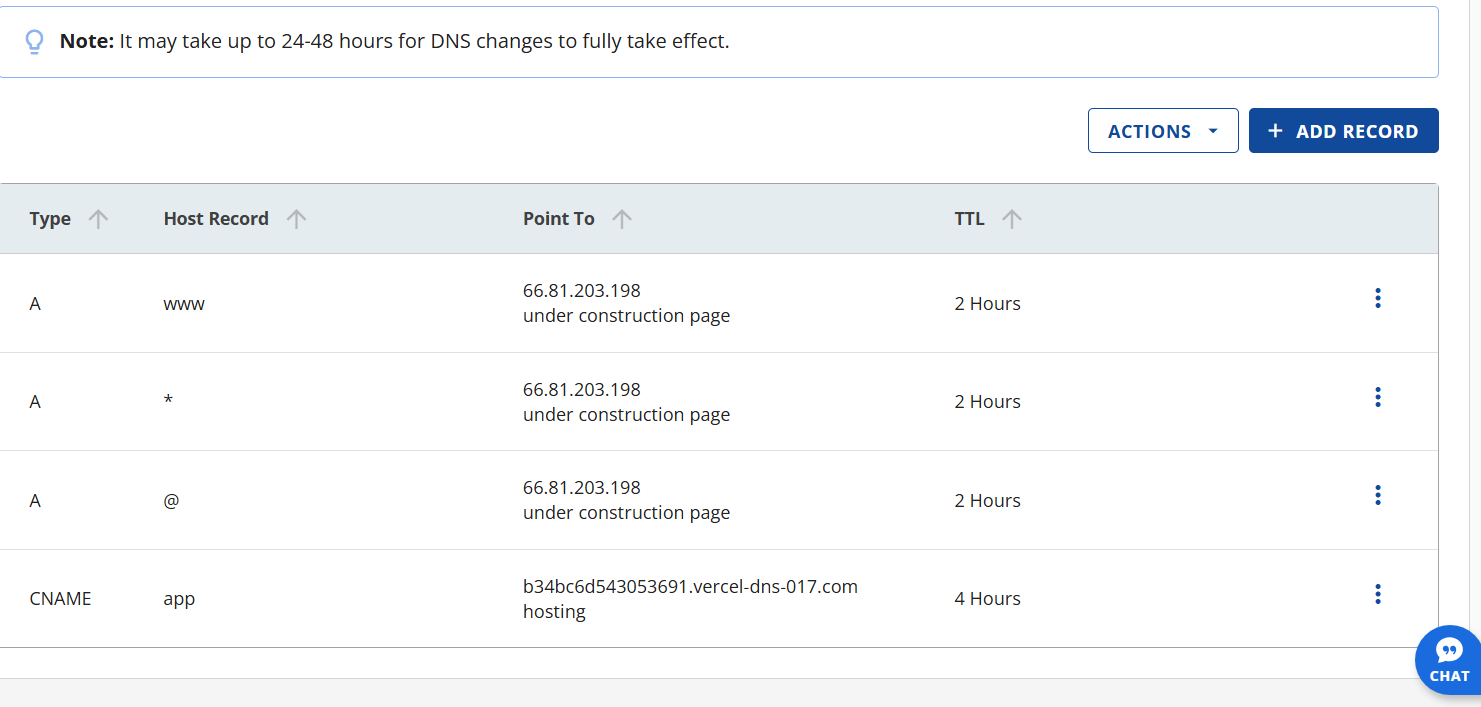 Note: It may take up to 24-48 hours for DNS changes to fully take effect.
ACTIONS
+ ADD RECORD
Type Host Record Point To TTL
A www 66.81.203.198 2 Hours
under construction page
A * 66.81.203.198 2 Hours
under construction page
A @ 66.81.203.198 2 Hours
under construction page
CNAME app b34bc6d543053691.vercel-dns-017.com 4 Hours
hosting
CHAT